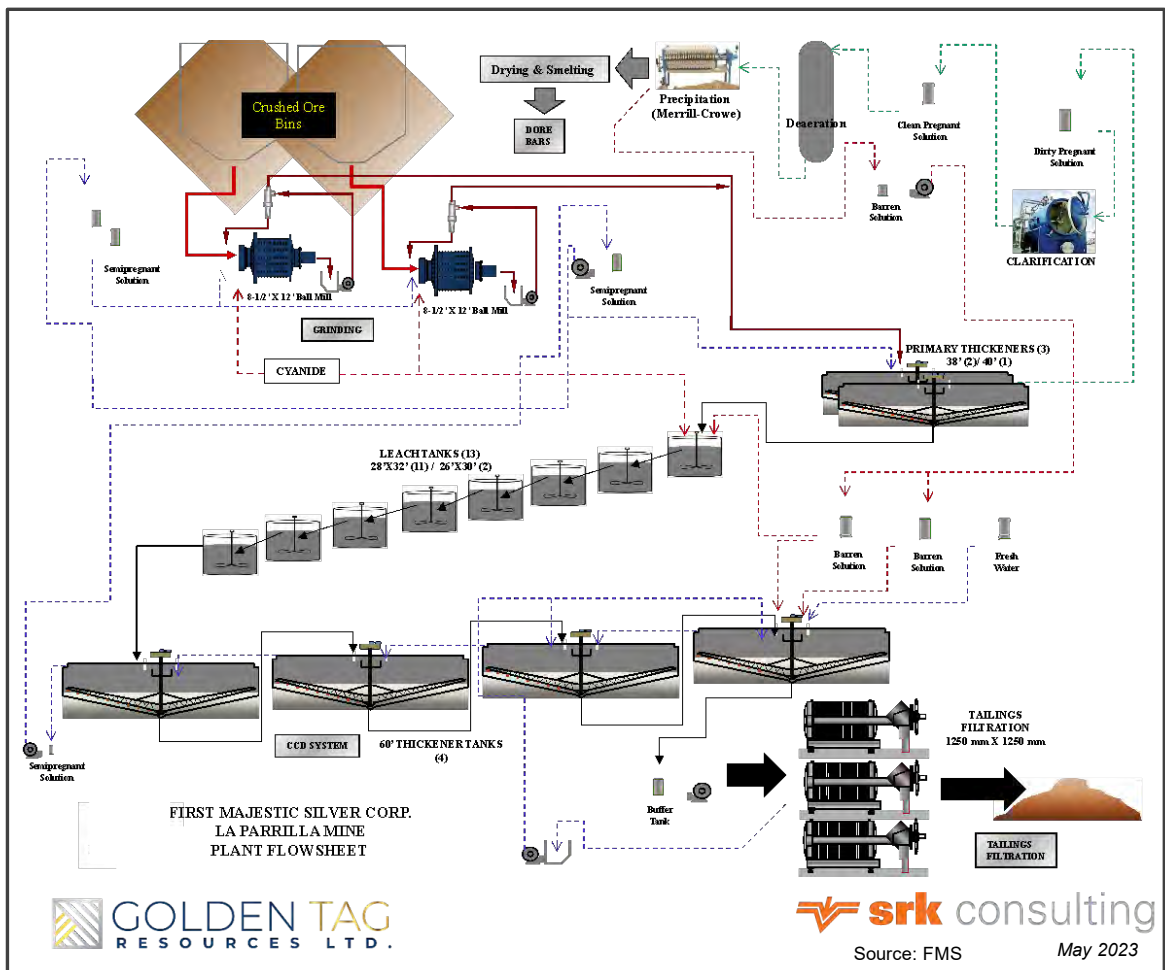 Crushed Ore
Bins
Drying & Smelting
DORE
BARS
Precipitation
(Merrill-Crowe)
Deaeration
Clean Pregnant
Solution
Dirty Pregnant
Solution
Barren
Solution
CLARIFICATION
Semipregnant
Solution
8-1/2 'X 12 'Ball Mill
8-1/2 'X 12 'Ball Mill
Semipregnant
Solution
GRINDING
CYANIDE
PRIMARY THICKENERS (3)
38' (2)/ 40' (1)
LEACH TANKS (13)
28'X32' (11) / 26'X30' (2)
Barren
Solution
Barren
Solution
Fresh
Water
CCD SYSTEM
60' THICKENER TANKS
(4)
Semipregnant
Solution
Buffer
Tank
TAILINGS
FILTRATION
1250 mm X 1250 mm
TAILINGS
FILTRATION
FIRST MAJESTIC SILVER CORP.
LA PARRILLA MINE
PLANT FLOWSHEET
GOLDEN TAG
RESOURCES LTD.
srk consulting
Source: FMS
May 2023